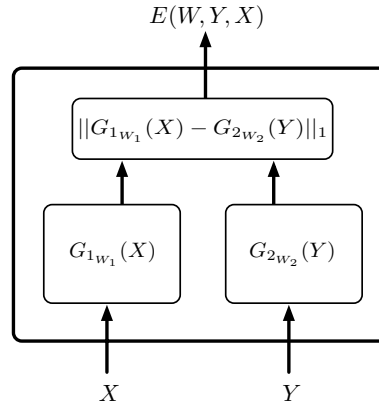 E(W, Y, X)
||G_{1_{W_1}}(X) − G_{2_{W_2}}(Y)||_1
G_{1_{W_1}}(X) G_{2_{W_2}}(Y)
X Y